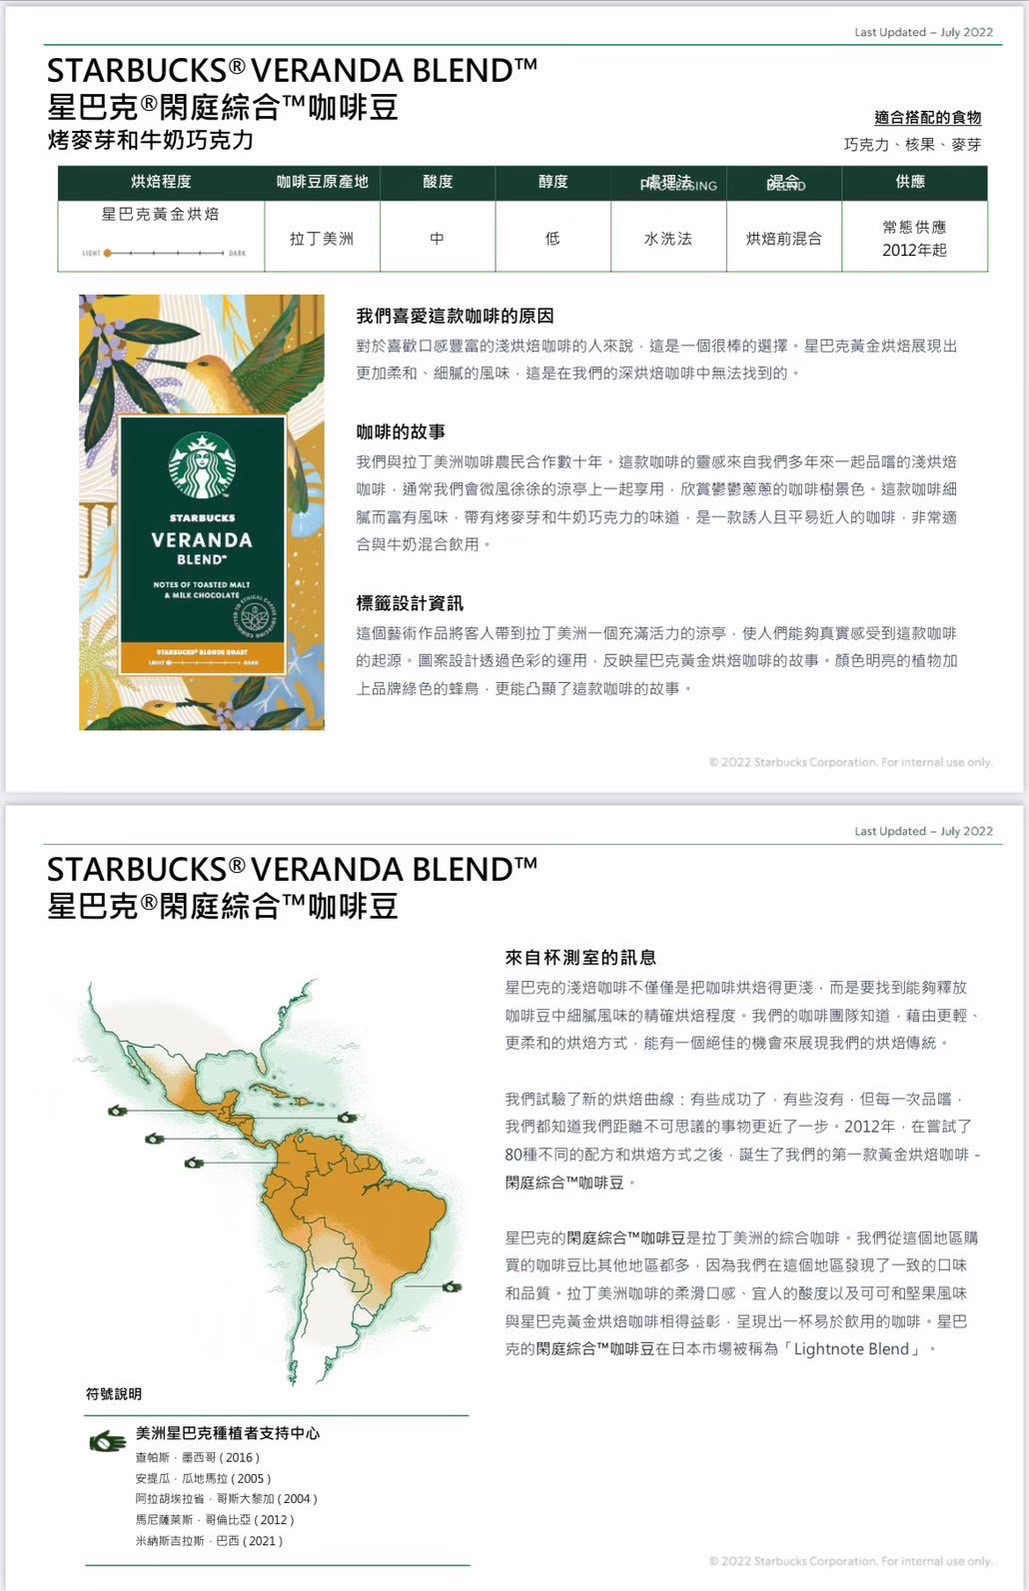 Last Updated – July 2022
STARBUCKS® VERANDA BLEND™
星巴克®閑庭綜合™咖啡豆
烤麥芽和牛奶巧克力
適合搭配的食物
巧克力、核果、麥芽
烘焙程度 咖啡豆原產地 酸度 醇度 處理法 PROCESSING 混合 BLEND 供應
星巴克黃金烘焙
LIGHT DARK
拉丁美洲 中 低 水洗法 烘焙前混合
常態供應
2012年起
STARBUCKS
VERANDA
BLEND™
NOTES OF TOASTED MALT
& MILK CHOCOLATE
COMMITTED TO ETHICAL COFFEE SOURCING
STARBUCKS® BLONDE ROAST
LIGHT DARK
我們喜愛這款咖啡的原因
對於喜歡口感豐富的淺烘焙咖啡的人來說，這是一個很棒的選擇。星巴克黃金烘焙展現出
更加柔和、細膩的風味，這是在我們的深烘焙咖啡中無法找到的。
咖啡的故事
我們與拉丁美洲咖啡農民合作數十年。這款咖啡的靈感來自我們多年來一起品嚐的淺烘焙
咖啡，通常我們會微風徐徐的涼亭上一起享用，欣賞鬱鬱蔥蔥的咖啡樹景色。這款咖啡細
膩而富有風味，帶有烤麥芽和牛奶巧克力的味道，是一款誘人且平易近人的咖啡，非常適
合與牛奶混合飲用。
標籤設計資訊
這個藝術作品將客人帶到拉丁美洲一個充滿活力的涼亭，使人們能夠真實感受到這款咖啡
的起源。圖案設計透過色彩的運用，反映星巴克黃金烘焙咖啡的故事。顏色明亮的植物加
上品牌綠色的蜂鳥，更能凸顯了這款咖啡的故事。
© 2022 Starbucks Corporation. For internal use only.
Last Updated – July 2022
STARBUCKS® VERANDA BLEND™
星巴克®閑庭綜合™咖啡豆
來自杯測室的訊息
星巴克的淺焙咖啡不僅僅是把咖啡烘焙得更淺，而是要找到能夠釋放
咖啡豆中細膩風味的精確烘焙程度。我們的咖啡團隊知道，藉由更輕、
更柔和的烘焙方式，能有一個絕佳的機會來展現我們的烘焙傳統。
我們試驗了新的烘焙曲線：有些成功了，有些沒有，但每一次品嚐，
我們都知道我們距離不可思議的事物更近了一步。2012年，在嘗試了
80種不同的配方和烘焙方式之後，誕生了我們的第一款黃金烘焙咖啡 -
閑庭綜合™咖啡豆。
星巴克的閑庭綜合™咖啡豆是拉丁美洲的綜合咖啡。我們從這個地區購
買的咖啡豆比其他地區都多，因為我們在這個地區發現了一致的口味
和品質。拉丁美洲咖啡的柔滑口感、宜人的酸度以及可可和堅果風味
與星巴克黃金烘焙咖啡相得益彰，呈現出一杯易於飲用的咖啡。星巴
克的閑庭綜合™咖啡豆在日本市場被稱為「Lightnote Blend」。
符號說明
美洲星巴克種植者支持中心
查帕斯，墨西哥 ( 2016 )
安提瓜，瓜地馬拉 ( 2005 )
阿拉胡埃拉省，哥斯大黎加 ( 2004 )
馬尼薩萊斯，哥倫比亞 ( 2012 )
米納斯吉拉斯，巴西 ( 2021 )
© 2022 Starbucks Corporation. For internal use only.